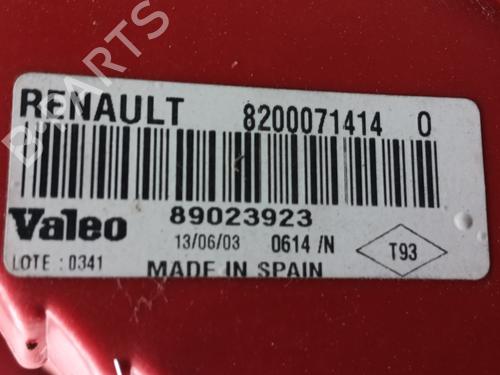 RENAULT 8200071414 0
Valeo 89023923
13/06/03 0614 /N T93
LOTE : 0341 MADE IN SPAIN